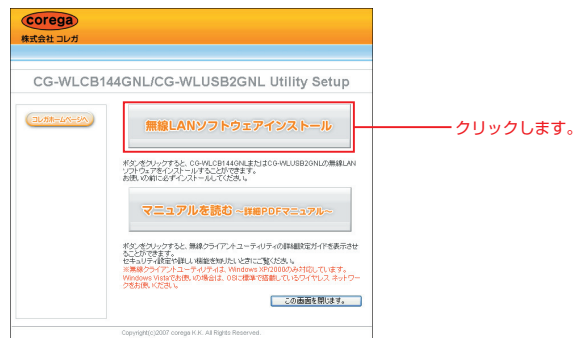 corega
株式会社 コレガ
CG-WLCB144GNL/CG-WLUSB2GNL Utility Setup
コレガホームページへ
無線LANソフトウェアインストール
クリックします。
ボタンをクリックすると、CG-WLCB144GNLまたはCG-WLUSB2GNLの無線LAN
ソフトウェアをインストールすることができます。
お使いの前に必ずインストールしてください。
マニュアルを読む ~詳細PDFマニュアル~
ボタンをクリックすると、無線クライアントユーティリティの詳細設定ガイドを表示させ
ることができます。
セキュリティ設定や詳しい機能を知りたいときにご覧ください。
※無線クライアントユーティリティは、Windows XP/2000のみ対応しています。
Windows Vistaでお使いの場合は、OSに標準で搭載しているワイヤレス ネットワー
クをお使いください。
この画面を閉じます。
Copyright(c)2007 corega K.K. All Rights Reserved.